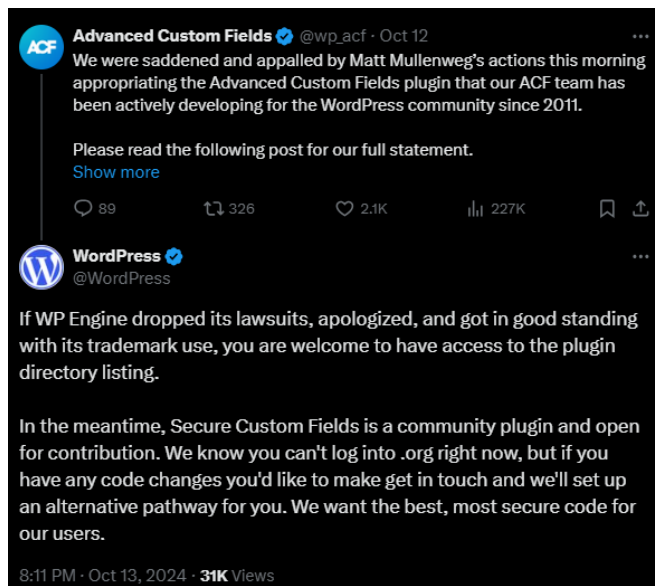 ACF
Advanced Custom Fields @wp_acf · Oct 12
We were saddened and appalled by Matt Mullenweg's actions this morning
appropriating the Advanced Custom Fields plugin that our ACF team has
been actively developing for the WordPress community since 2011.
Please read the following post for our full statement.
Show more
89 326 2.1K 227K
WordPress
@WordPress
If WP Engine dropped its lawsuits, apologized, and got in good standing
with its trademark use, you are welcome to have access to the plugin
directory listing.
In the meantime, Secure Custom Fields is a community plugin and open
for contribution. We know you can't log into .org right now, but if you
have any code changes you'd like to make get in touch and we'll set up
an alternative pathway for you. We want the best, most secure code for
our users.
8:11 PM · Oct 13, 2024 · 31K Views